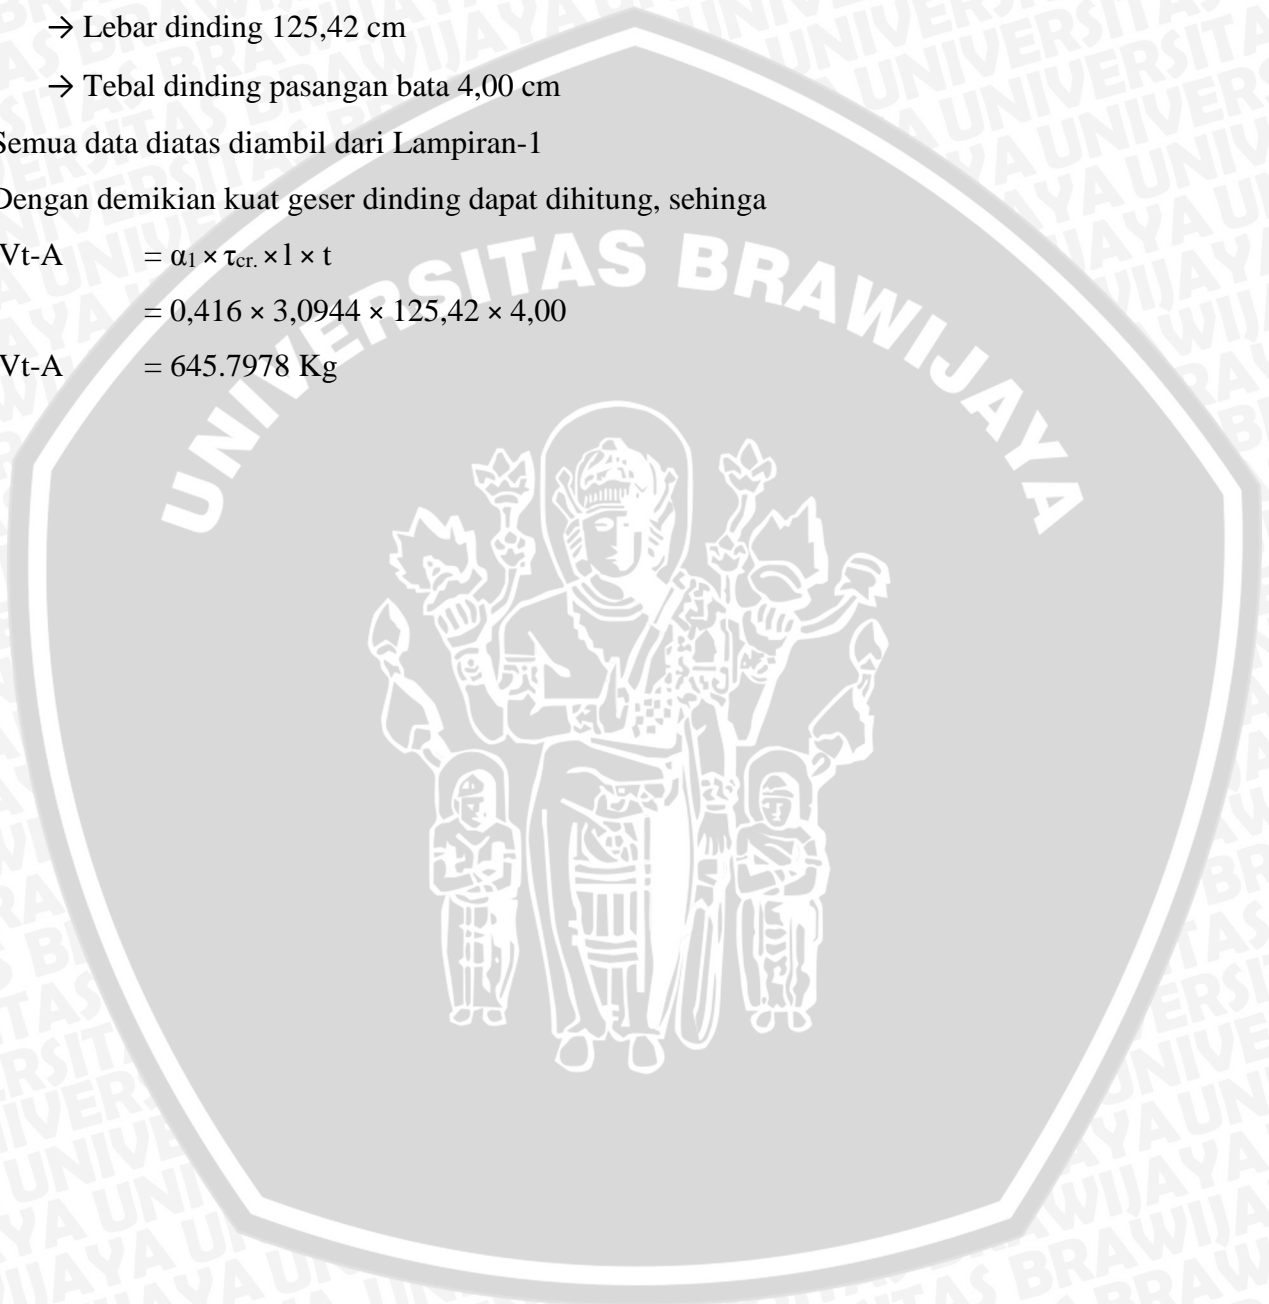 → Lebar dinding 125,42 cm
→ Tebal dinding pasangan bata 4,00 cm
Semua data diatas diambil dari Lampiran-1
Dengan demikian kuat geser dinding dapat dihitung, sehinga
Vt-A = α₁ × τcr. × l × t
= 0,416 × 3,0944 × 125,42 × 4,00
Vt-A = 645.7978 Kg
UNIVERSITAS BRAWIJAYA